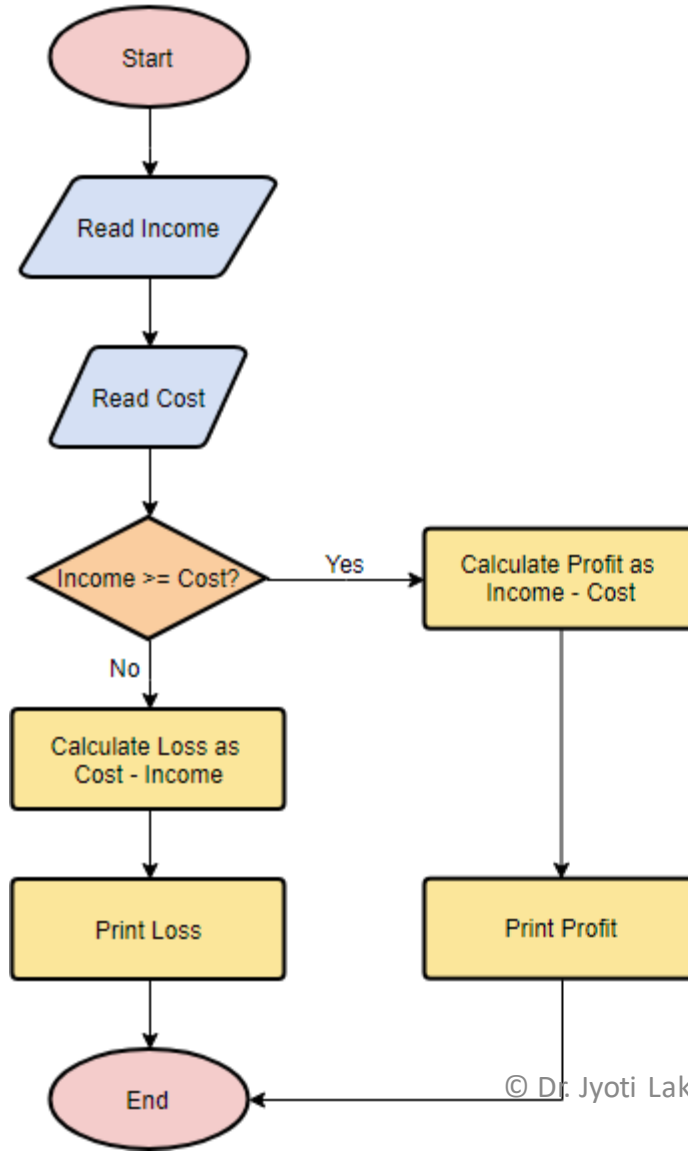 Start
Read Income
Read Cost
Income >= Cost?
Yes
Calculate Profit as
Income - Cost
No
Calculate Loss as
Cost - Income
Print Loss
Print Profit
End
© Dr. Jyoti Lak